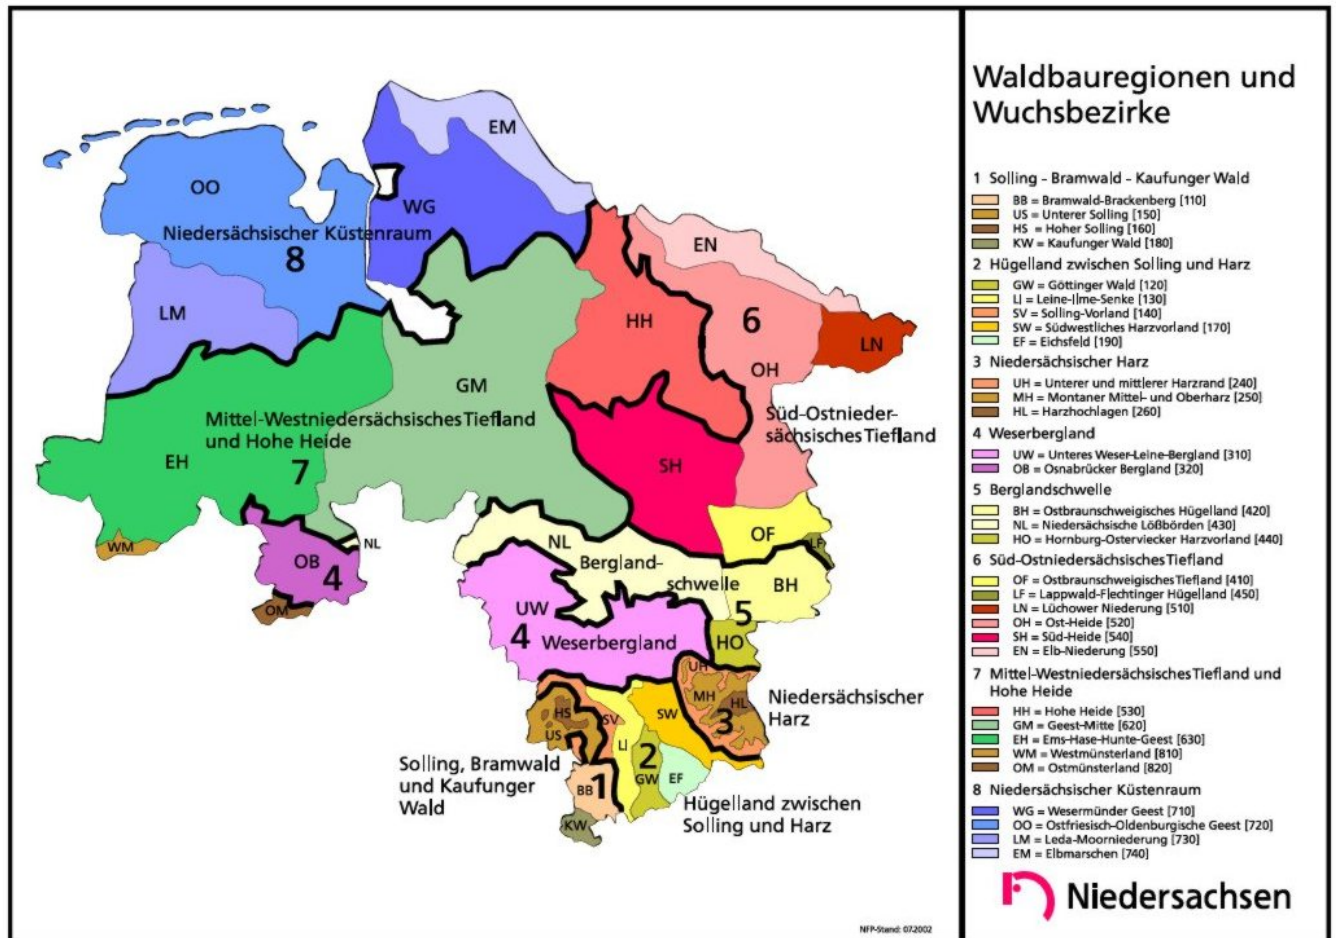 Waldbauregionen und
Wuchsbezirke
1 Solling - Bramwald - Kaufunger Wald
BB = Bramwald-Brackenberg [110]
US = Unterer Solling [150]
HS = Hoher Solling [160]
KW = Kaufunger Wald [180]
2 Hügelland zwischen Solling und Harz
GW = Göttinger Wald [120]
LI = Leine-Ilme-Senke [130]
SV = Solling-Vorland [140]
SW = Südwestliches Harzvorland [170]
EF = Eichsfeld [190]
3 Niedersächsischer Harz
UH = Unterer und mittlerer Harzrand [240]
MH = Montaner Mittel- und Oberharz [250]
HL = Harzhochlagen [260]
4 Weserbergland
UW = Unteres Weser-Leine-Bergland [310]
OB = Osnabrücker Bergland [320]
5 Berglandschwelle
BH = Ostbraunschweigisches Hügelland [420]
NL = Niedersächsische Lößbörden [430]
HO = Hornburg-Osterviecker Harzvorland [440]
6 Süd-Ostniedersächsisches Tiefland
OF = Ostbraunschweigisches Tiefland [410]
LF = Lappwald-Flechtinger Hügelland [450]
LN = Lüchower Niederung [510]
OH = Ost-Heide [520]
SH = Süd-Heide [540]
EN = Elb-Niederung [550]
7 Mittel-Westniedersächsisches Tiefland und
Hohe Heide
HH = Hohe Heide [530]
GM = Geest-Mitte [620]
EH = Ems-Hase-Hunte-Geest [630]
WM = Westmünsterland [810]
OM = Ostmünsterland [820]
8 Niedersächsischer Küstenraum
WG = Wesermünder Geest [710]
OO = Ostfriesisch-Oldenburgische Geest [720]
LM = Leda-Moorniederung [730]
EM = Elbmarschen [740]
Niedersachsen
EM
OO
WG
Niedersächsischer Küstenraum
8
EN
LM
HH
6
LN
OH
GM
Mittel-Westniedersächsisches Tiefland
und Hohe Heide
Süd-Ostnieder-
sächsisches Tiefland
EH
7
SH
WM
NL
OB
4
OM
NL
Bergland-
schwelle
OF
LF
BH
UW
4
Weserbergland
5
HO
UH
MH
HL
3
Niedersächsischer
Harz
HS
US
SV
LI
SW
2
GW
EF
Solling, Bramwald
und Kaufunger
Wald
BB
1
KW
Hügelland zwischen
Solling und Harz
NFP-Stand: 07.2002